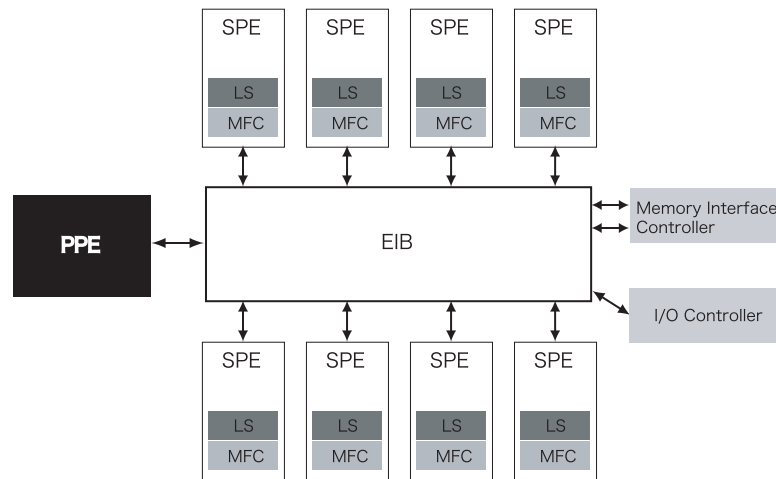 SPE SPE SPE SPE
LS LS LS LS
MFC MFC MFC MFC
PPE
EIB
Memory Interface
Controller
I/O Controller
SPE SPE SPE SPE
LS LS LS LS
MFC MFC MFC MFC